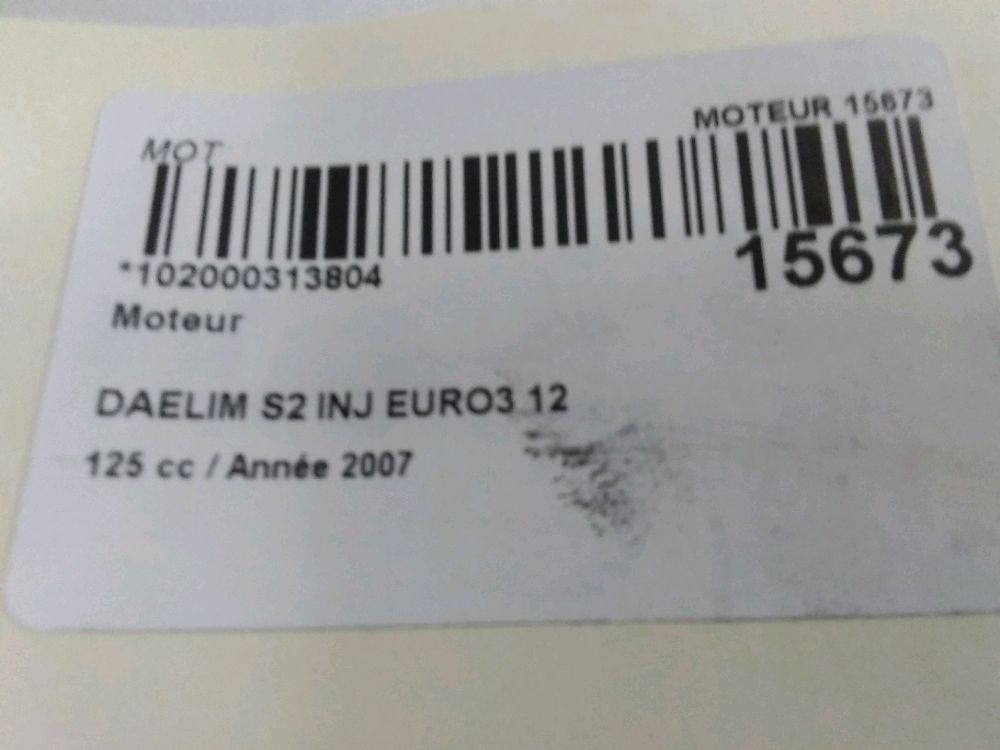 MOTEUR 15673
MOT
15673
*102000313804
Moteur
DAELIM S2 INJ EURO3 12
125 cc / Année 2007